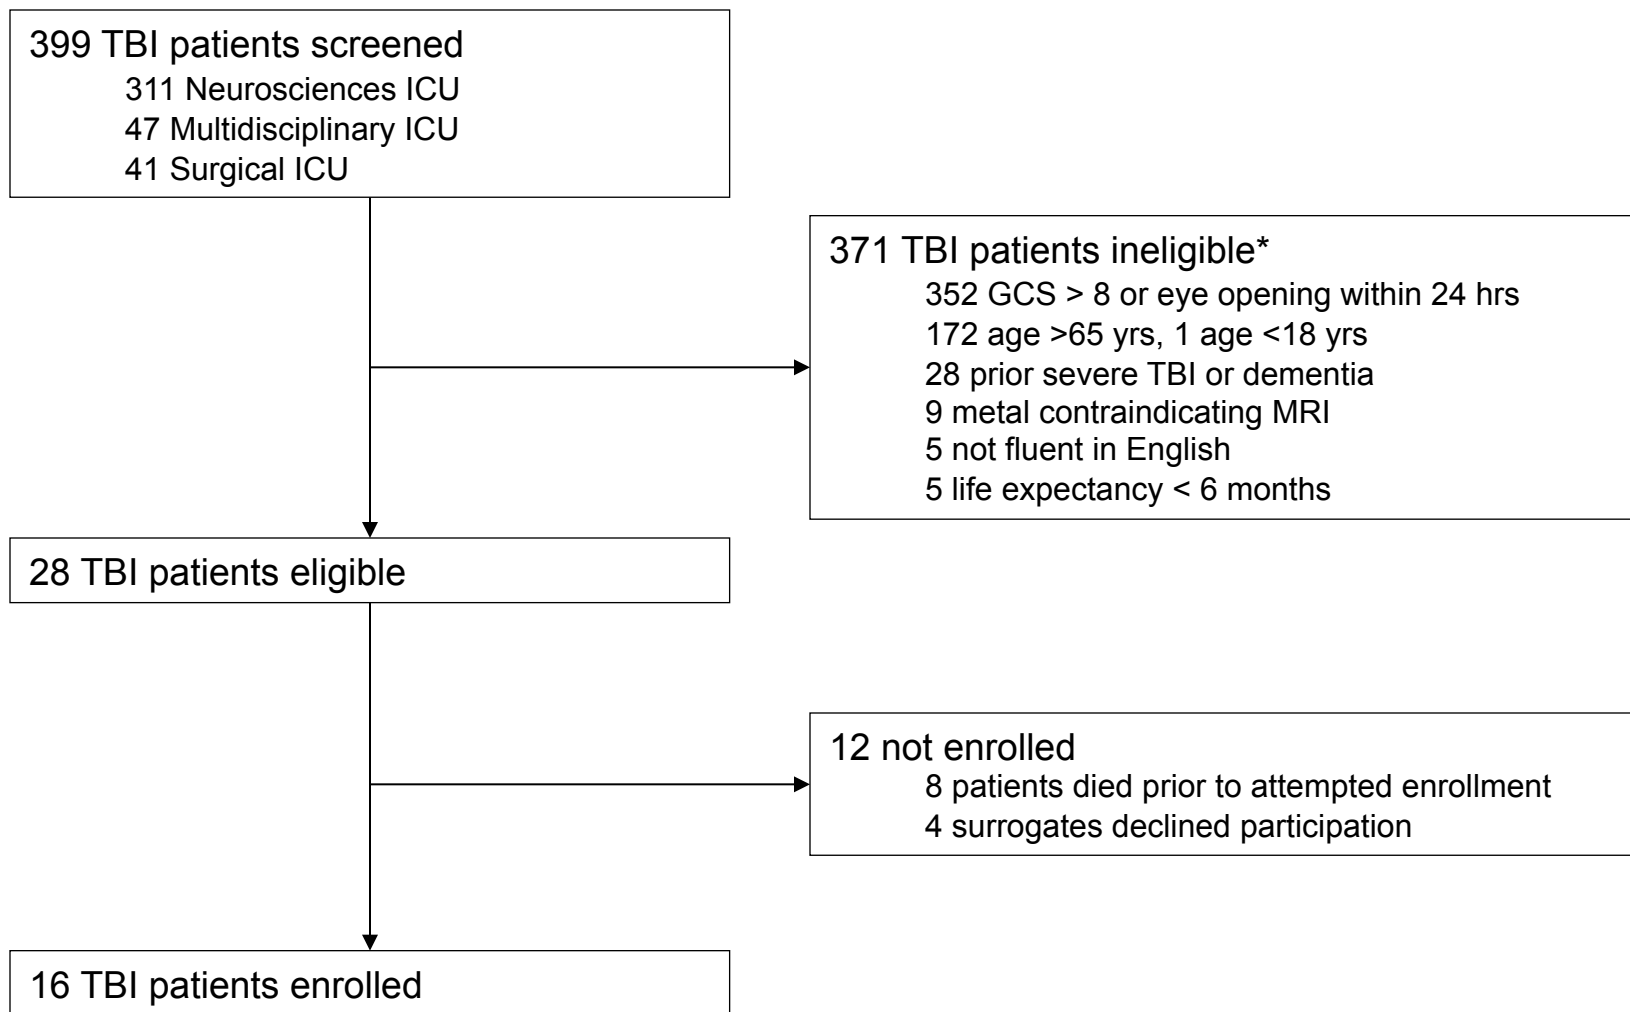 399 TBI patients screened
311 Neurosciences ICU
47 Multidisciplinary ICU
41 Surgical ICU
371 TBI patients ineligible*
352 GCS > 8 or eye opening within 24 hrs
172 age >65 yrs, 1 age <18 yrs
28 prior severe TBI or dementia
9 metal contraindicating MRI
5 not fluent in English
5 life expectancy < 6 months
28 TBI patients eligible
12 not enrolled
8 patients died prior to attempted enrollment
4 surrogates declined participation
16 TBI patients enrolled